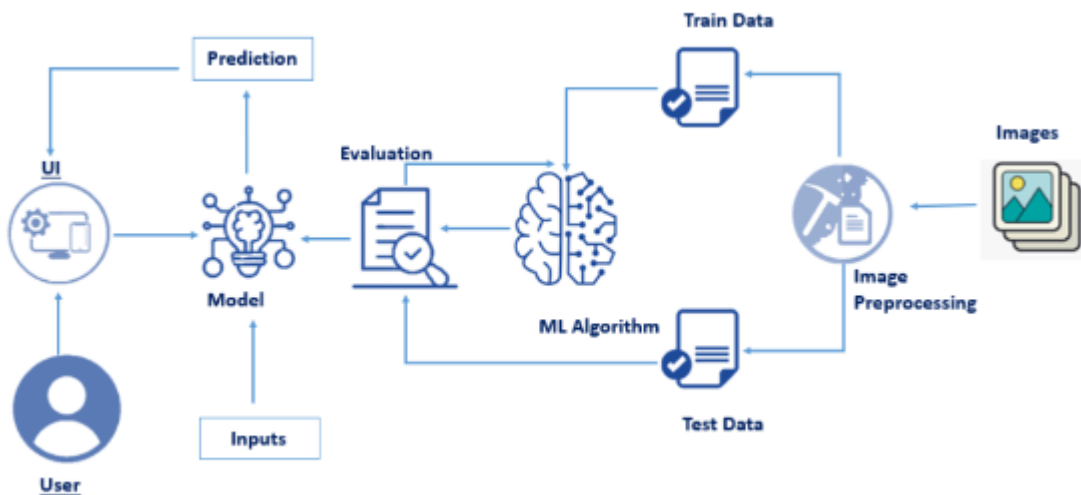 Train Data
Prediction
Images
Evaluation
UI
Image
Preprocessing
Model
ML Algorithm
Test Data
Inputs
User